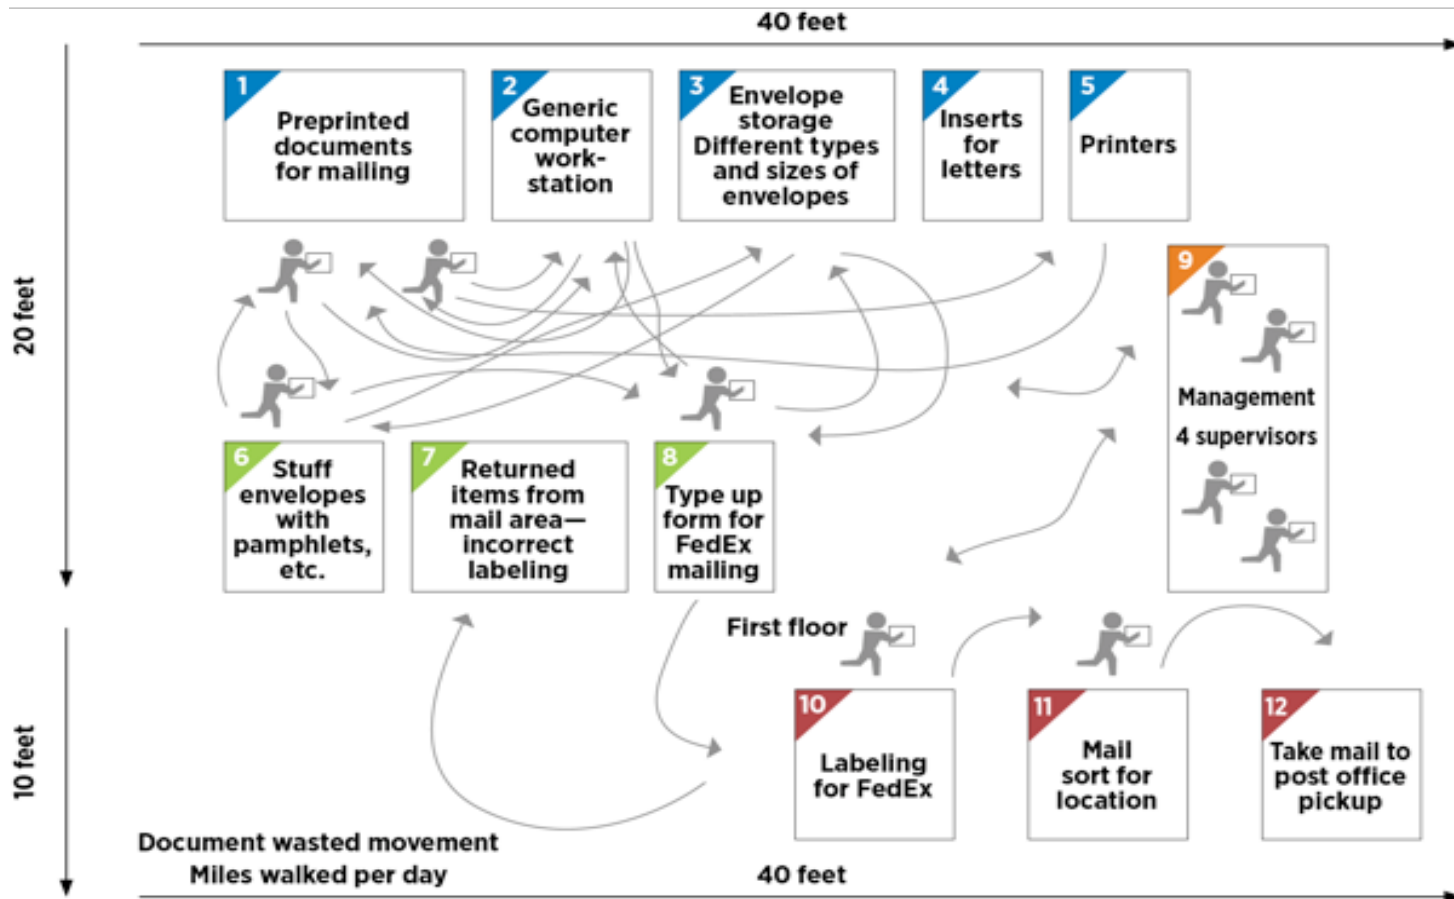 40 feet
1
Preprinted
documents
for mailing
2
Generic
computer
work-
station
3
Envelope
storage
Different types
and sizes of
envelopes
4
Inserts
for
letters
5
Printers
20 feet
9
Management
4 supervisors
6
Stuff
envelopes
with
pamphlets,
etc.
7
Returned
items from
mail area—
incorrect
labeling
8
Type up
form for
FedEx
mailing
10 feet
First floor
10
Labeling
for FedEx
11
Mail
sort for
location
12
Take mail to
post office
pickup
Document wasted movement
Miles walked per day
40 feet